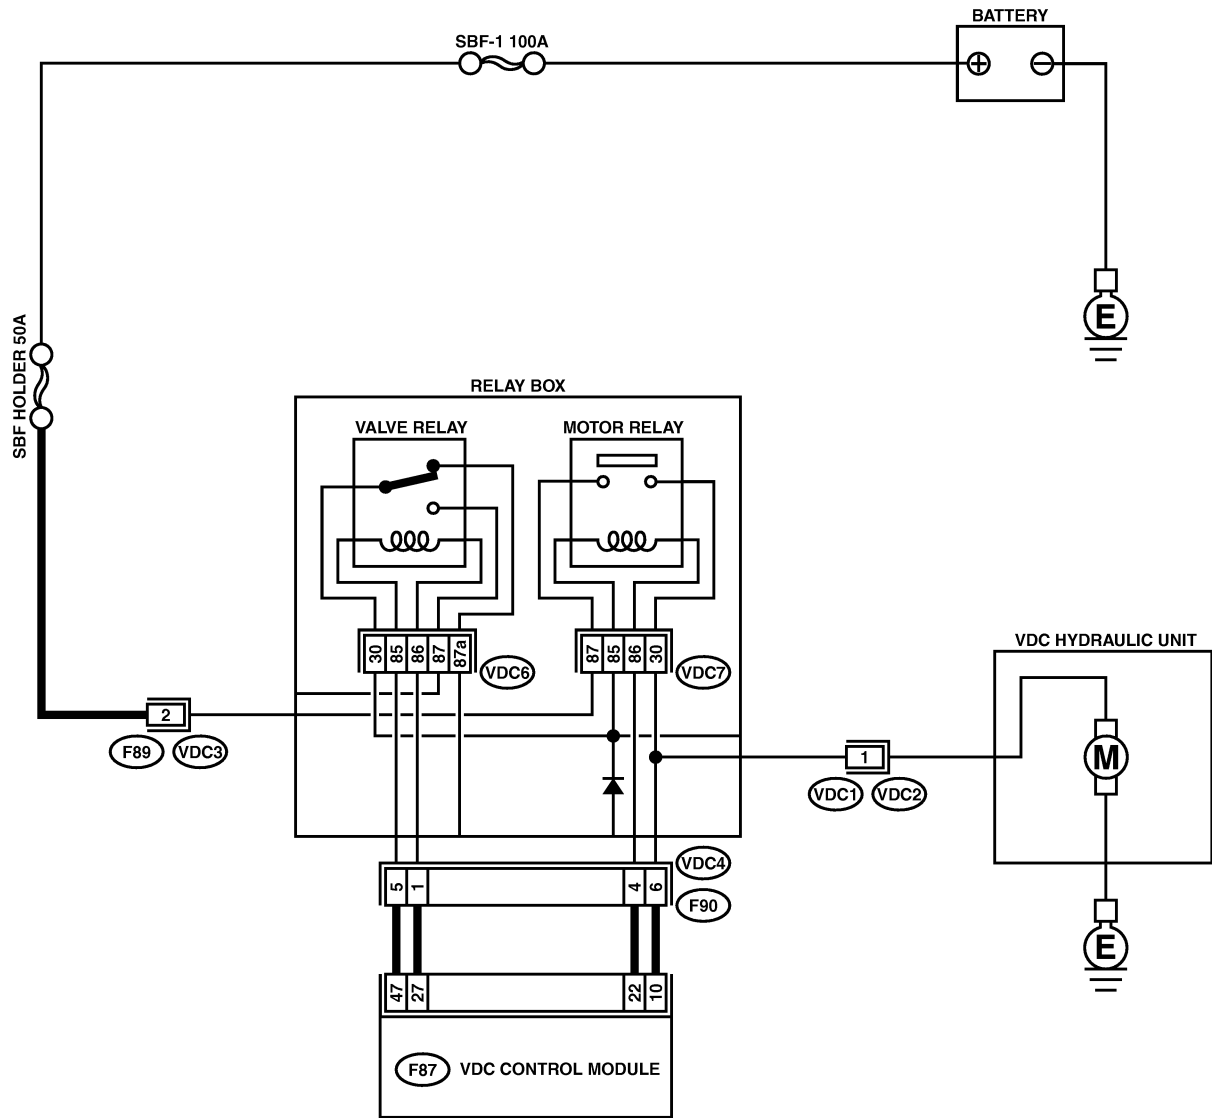 BATTERY
SBF-1 100A
E
SBF HOLDER 50A
RELAY BOX
VALVE RELAY
MOTOR RELAY
30 85 86 87 87a
VDC6
87 85 86 30
VDC7
VDC HYDRAULIC UNIT
2
F89
VDC3
1
VDC1
VDC2
M
VDC4
5 1 4 6
F90
E
47 27 22 10
F87
VDC CONTROL MODULE